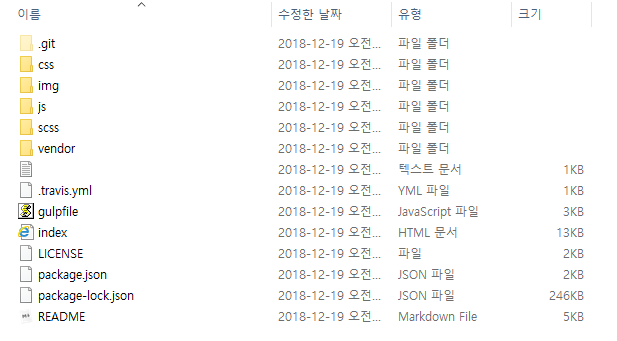 이름 수정한 날짜 유형 크기
.git 2018-12-19 오전... 파일 폴더
css 2018-12-19 오전... 파일 폴더
img 2018-12-19 오전... 파일 폴더
js 2018-12-19 오전... 파일 폴더
scss 2018-12-19 오전... 파일 폴더
vendor 2018-12-19 오전... 파일 폴더
2018-12-19 오전... 텍스트 문서 1KB
.travis.yml 2018-12-19 오전... YML 파일 1KB
gulpfile 2018-12-19 오전... JavaScript 파일 3KB
index 2018-12-19 오전... HTML 문서 13KB
LICENSE 2018-12-19 오전... 파일 2KB
package.json 2018-12-19 오전... JSON 파일 2KB
package-lock.json 2018-12-19 오전... JSON 파일 246KB
README 2018-12-19 오전... Markdown File 5KB